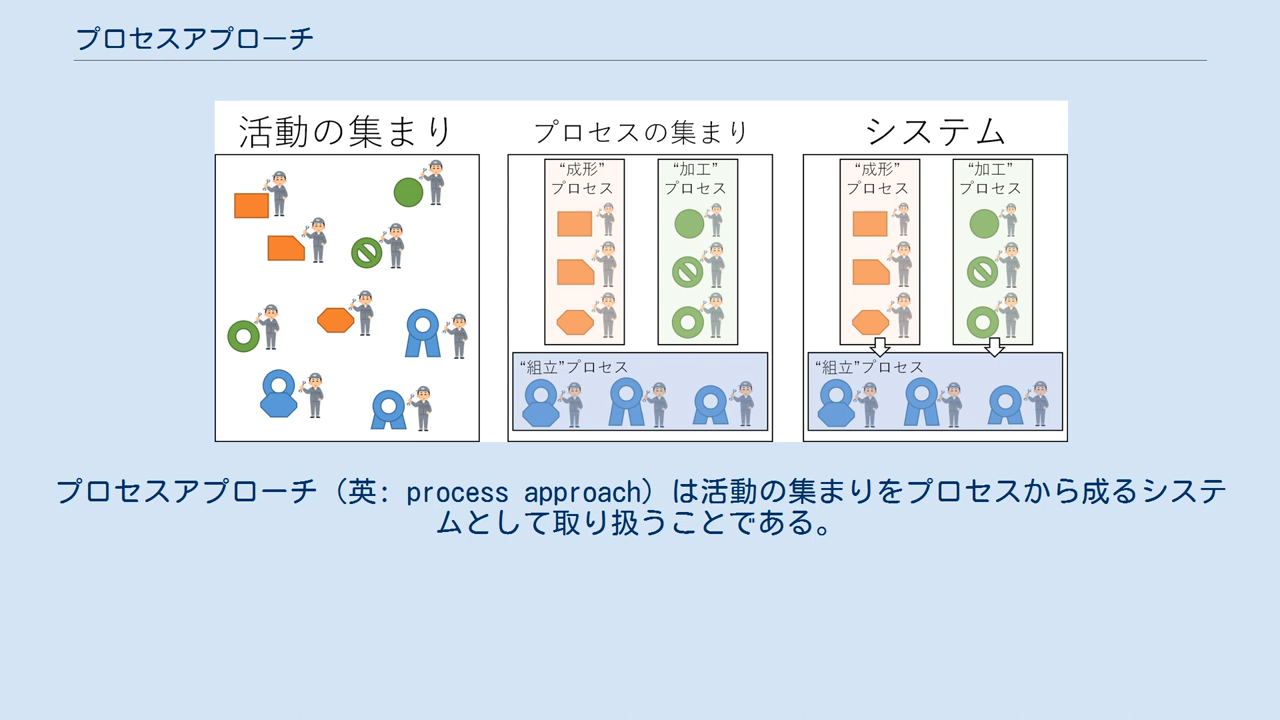 プロセスアプローチ
活動の集まり
プロセスの集まり
システム
“成形”
プロセス
“加工”
プロセス
“組立”プロセス
“成形”
プロセス
“加工”
プロセス
“組立”プロセス
プロセスアプローチ（英: process approach）は活動の集まりをプロセスから成るシステ
ムとして取り扱うことである。